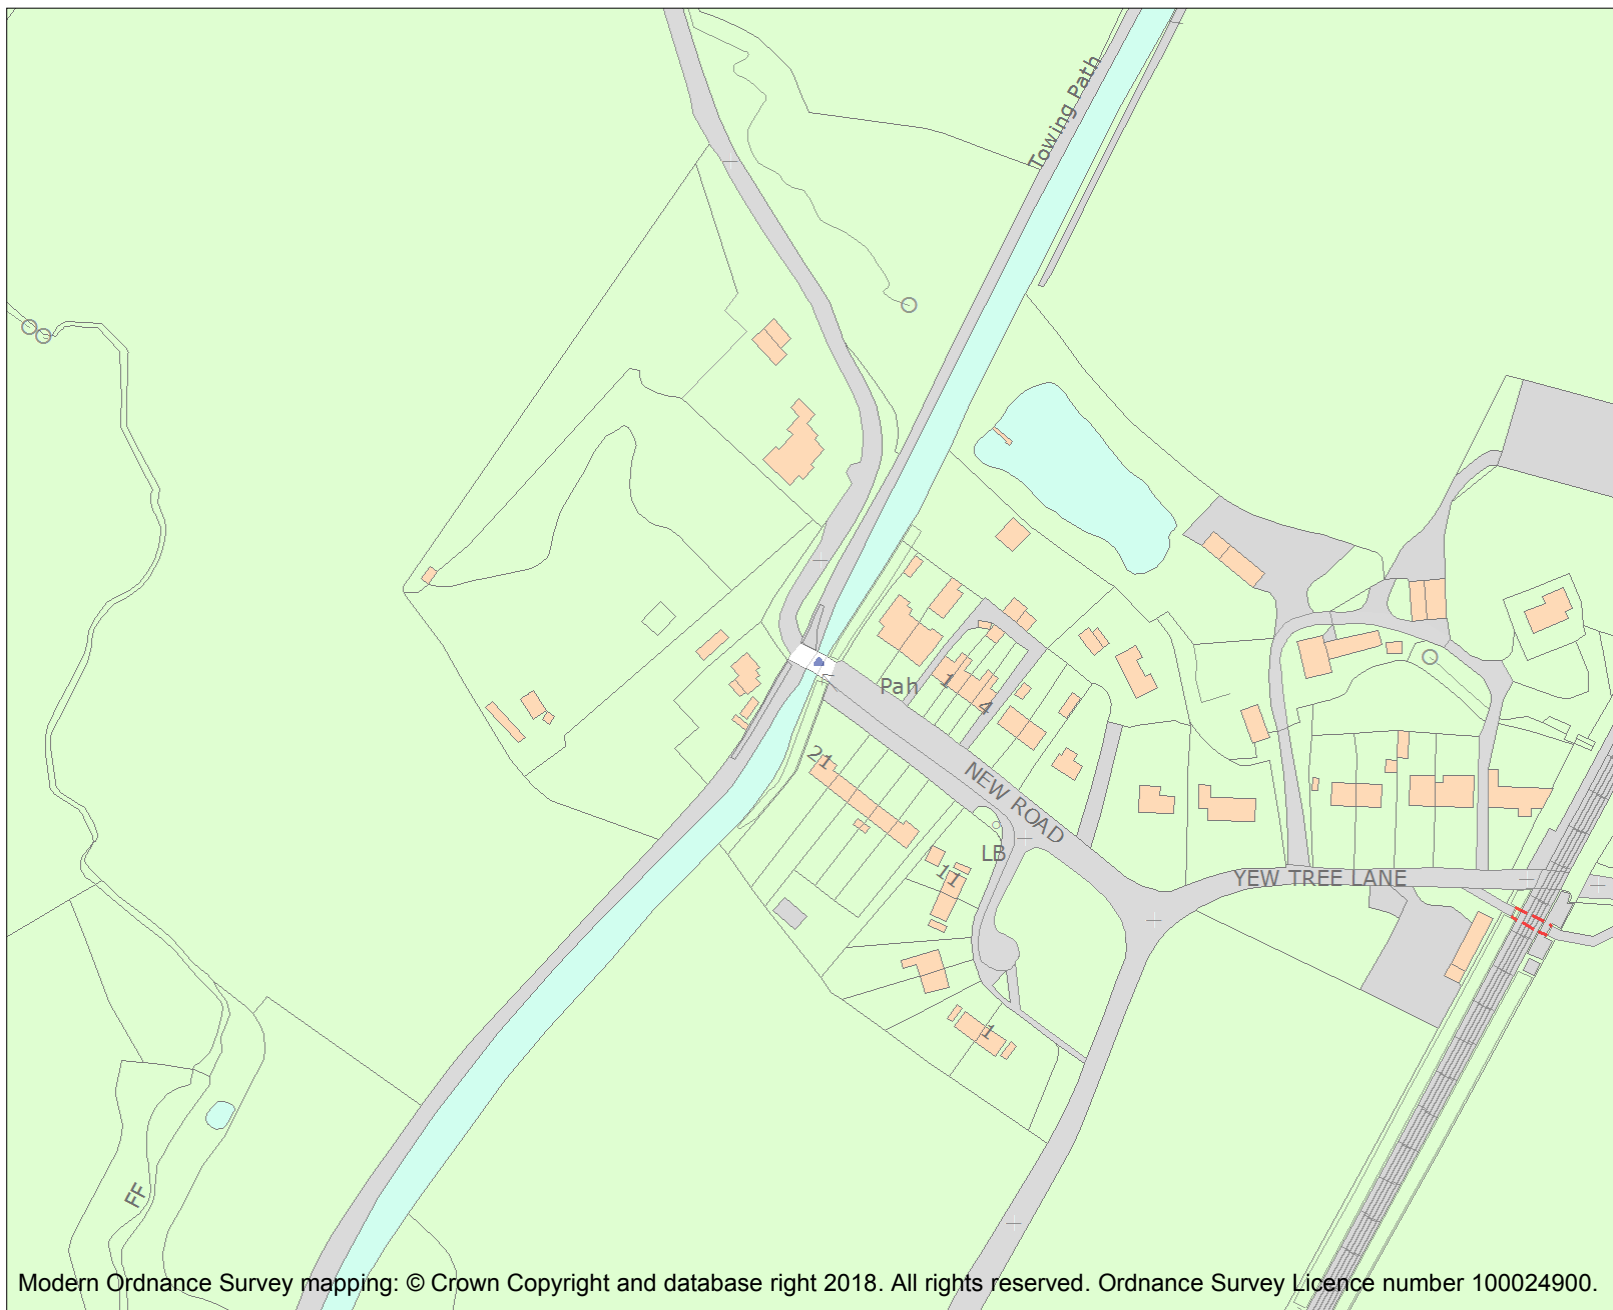 Towing Path
Pah
1
4
21
NEW ROAD
LB
11
YEW TREE LANE
1
FF
Modern Ordnance Survey mapping: © Crown Copyright and database right 2018. All rights reserved. Ordnance Survey Licence number 100024900.